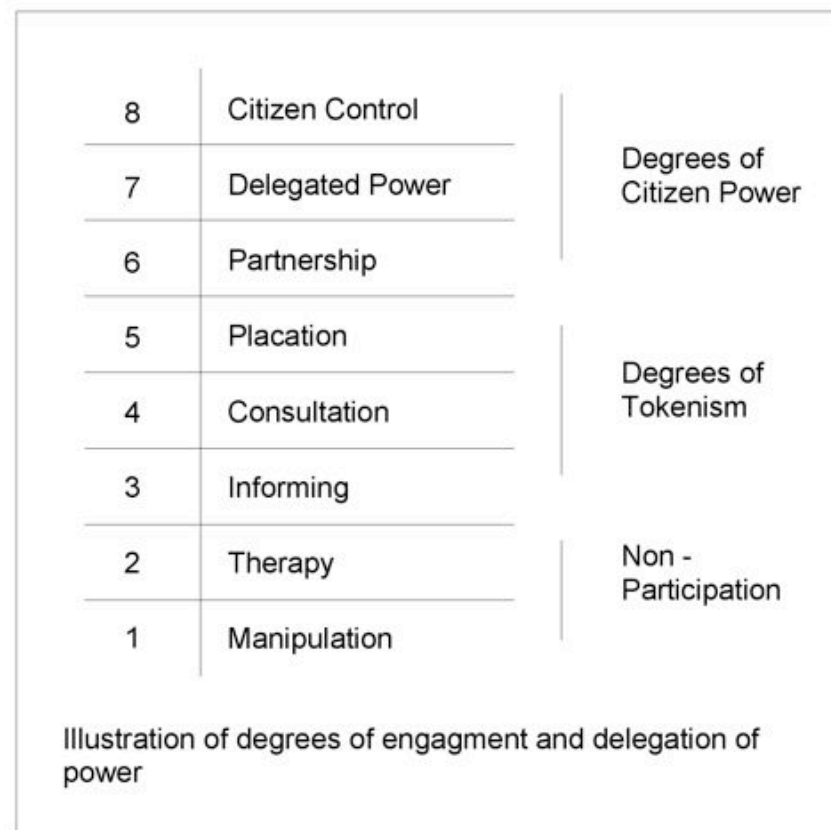 8 Citizen Control
7 Delegated Power
6 Partnership
Degrees of
Citizen Power
5 Placation
4 Consultation
3 Informing
Degrees of
Tokenism
2 Therapy
1 Manipulation
Non -
Participation
Illustration of degrees of engagment and delegation of
power